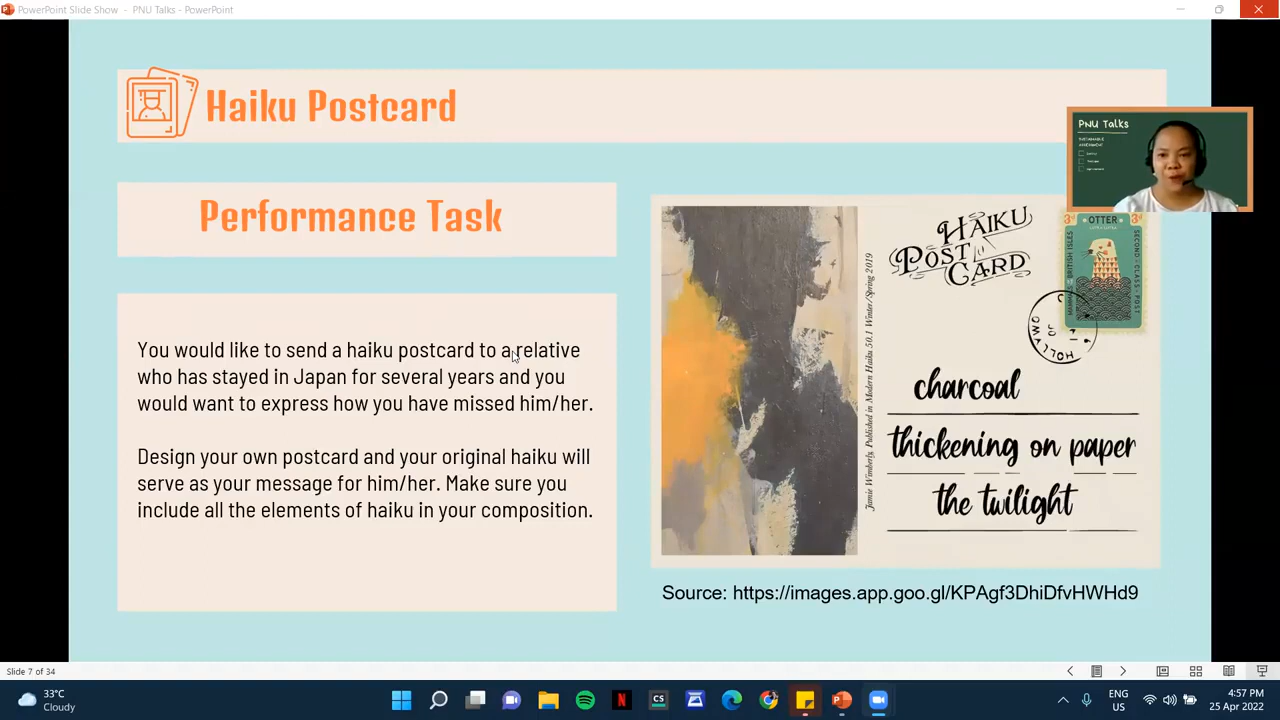 PowerPoint Slide Show - PNU Talks - PowerPoint
Haiku Postcard
PNU Talks
Performance Task
You would like to send a haiku postcard to a relative
who has stayed in Japan for several years and you
would want to express how you have missed him/her.
Design your own postcard and your original haiku will
serve as your message for him/her. Make sure you
include all the elements of haiku in your composition.
Jamie Wimberly, Published in Modern Haiku 50.1 Winter/Spring 2019
HAIKU
POST
CARD
3d OTTER 3d
BRITISH ISLES
SECOND-CLASS-POST
HOLLYWO
charcoal
thickening on paper
the twilight
Source: https://images.app.goo.gl/KPAgf3DhiDfvHWHd9
Slide 7 of 34
33°C
Cloudy
CS
ENG
US
4:57 PM
25 Apr 2022